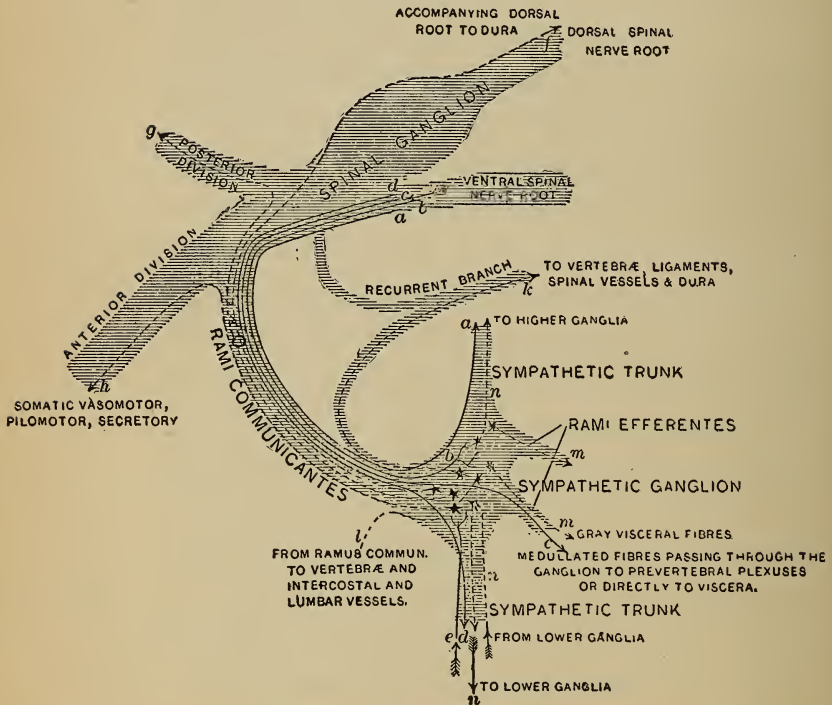 ACCOMPANYING DORSAL
ROOT TO DURA
DORSAL SPINAL
NERVE ROOT
g
POSTERIOR
DIVISION
SPINAL GANGLION
d
c
b
a
VENTRAL SPINAL
NERVE ROOT
ANTERIOR DIVISION
RECURRENT BRANCH
k
TO VERTEBRÆ, LIGAMENTS,
SPINAL VESSELS & DURA
a
TO HIGHER GANGLIA
RAMI COMMUNICANTES
h
SOMATIC VASOMOTOR,
PILOMOTOR, SECRETORY
SYMPATHETIC TRUNK
n
RAMI EFFERENTES
b
m
SYMPATHETIC GANGLION
l
FROM RAMUS COMMUN.
TO VERTEBRÆ AND
INTERCOSTAL AND
LUMBAR VESSELS.
m
GRAY VISCERAL FIBRES
c
MEDULLATED FIBRES PASSING THROUGH THE
GANGLION TO PREVERTEBRAL PLEXUSES
OR DIRECTLY TO VISCERA.
n
SYMPATHETIC TRUNK
e
d
FROM LOWER GANGLIA
TO LOWER GANGLIA
n